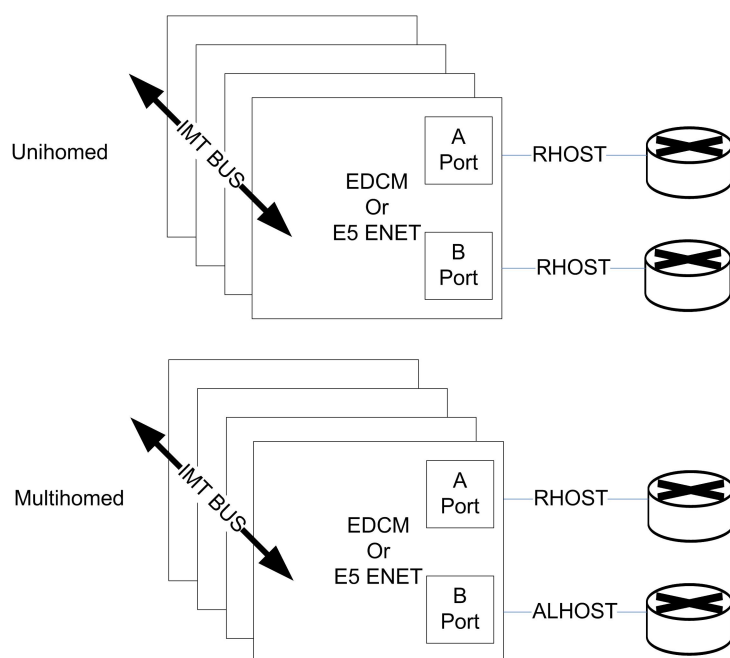 Unihomed
IMT BUS
EDCM
Or
E5 ENET
A
Port
RHOST
B
Port
RHOST
Multihomed
IMT BUS
EDCM
Or
E5 ENET
A
Port
RHOST
B
Port
ALHOST